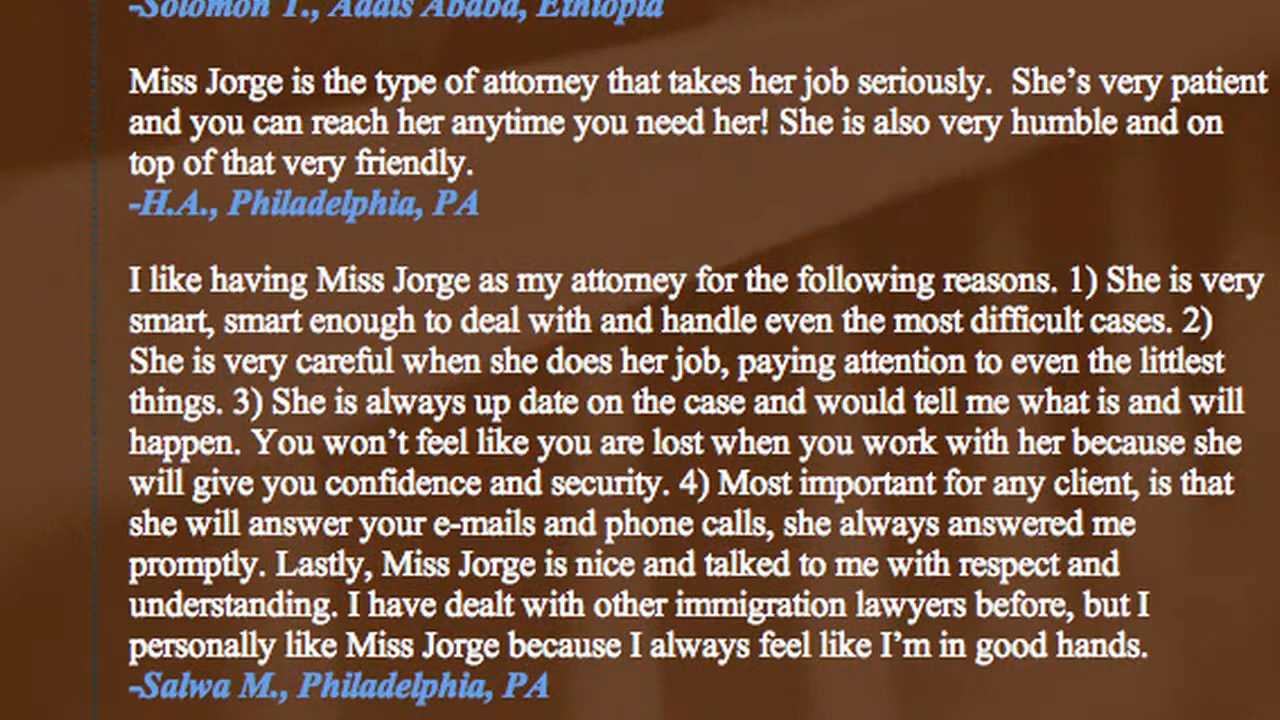 -Solomon T., Addis Ababa, Ethiopia
Miss Jorge is the type of attorney that takes her job seriously.  She’s very patient
and you can reach her anytime you need her! She is also very humble and on
top of that very friendly.
-H.A., Philadelphia, PA
I like having Miss Jorge as my attorney for the following reasons. 1) She is very
smart, smart enough to deal with and handle even the most difficult cases. 2)
She is very careful when she does her job, paying attention to even the littlest
things. 3) She is always up date on the case and would tell me what is and will
happen. You won’t feel like you are lost when you work with her because she
will give you confidence and security. 4) Most important for any client, is that
she will answer your e-mails and phone calls, she always answered me
promptly. Lastly, Miss Jorge is nice and talked to me with respect and
understanding. I have dealt with other immigration lawyers before, but I
personally like Miss Jorge because I always feel like I’m in good hands.
-Salwa M., Philadelphia, PA